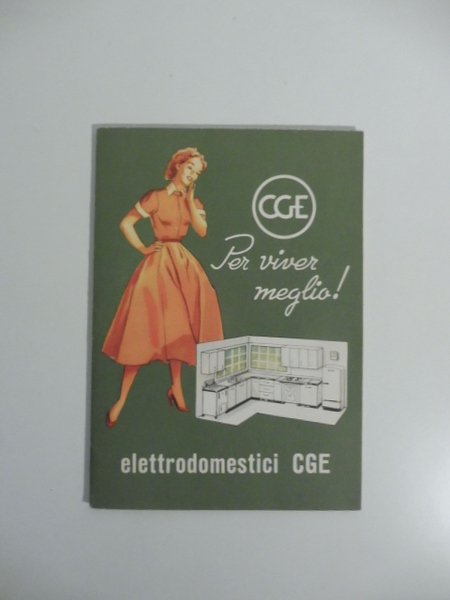 CGE
Per viver
meglio!
elettrodomestici CGE